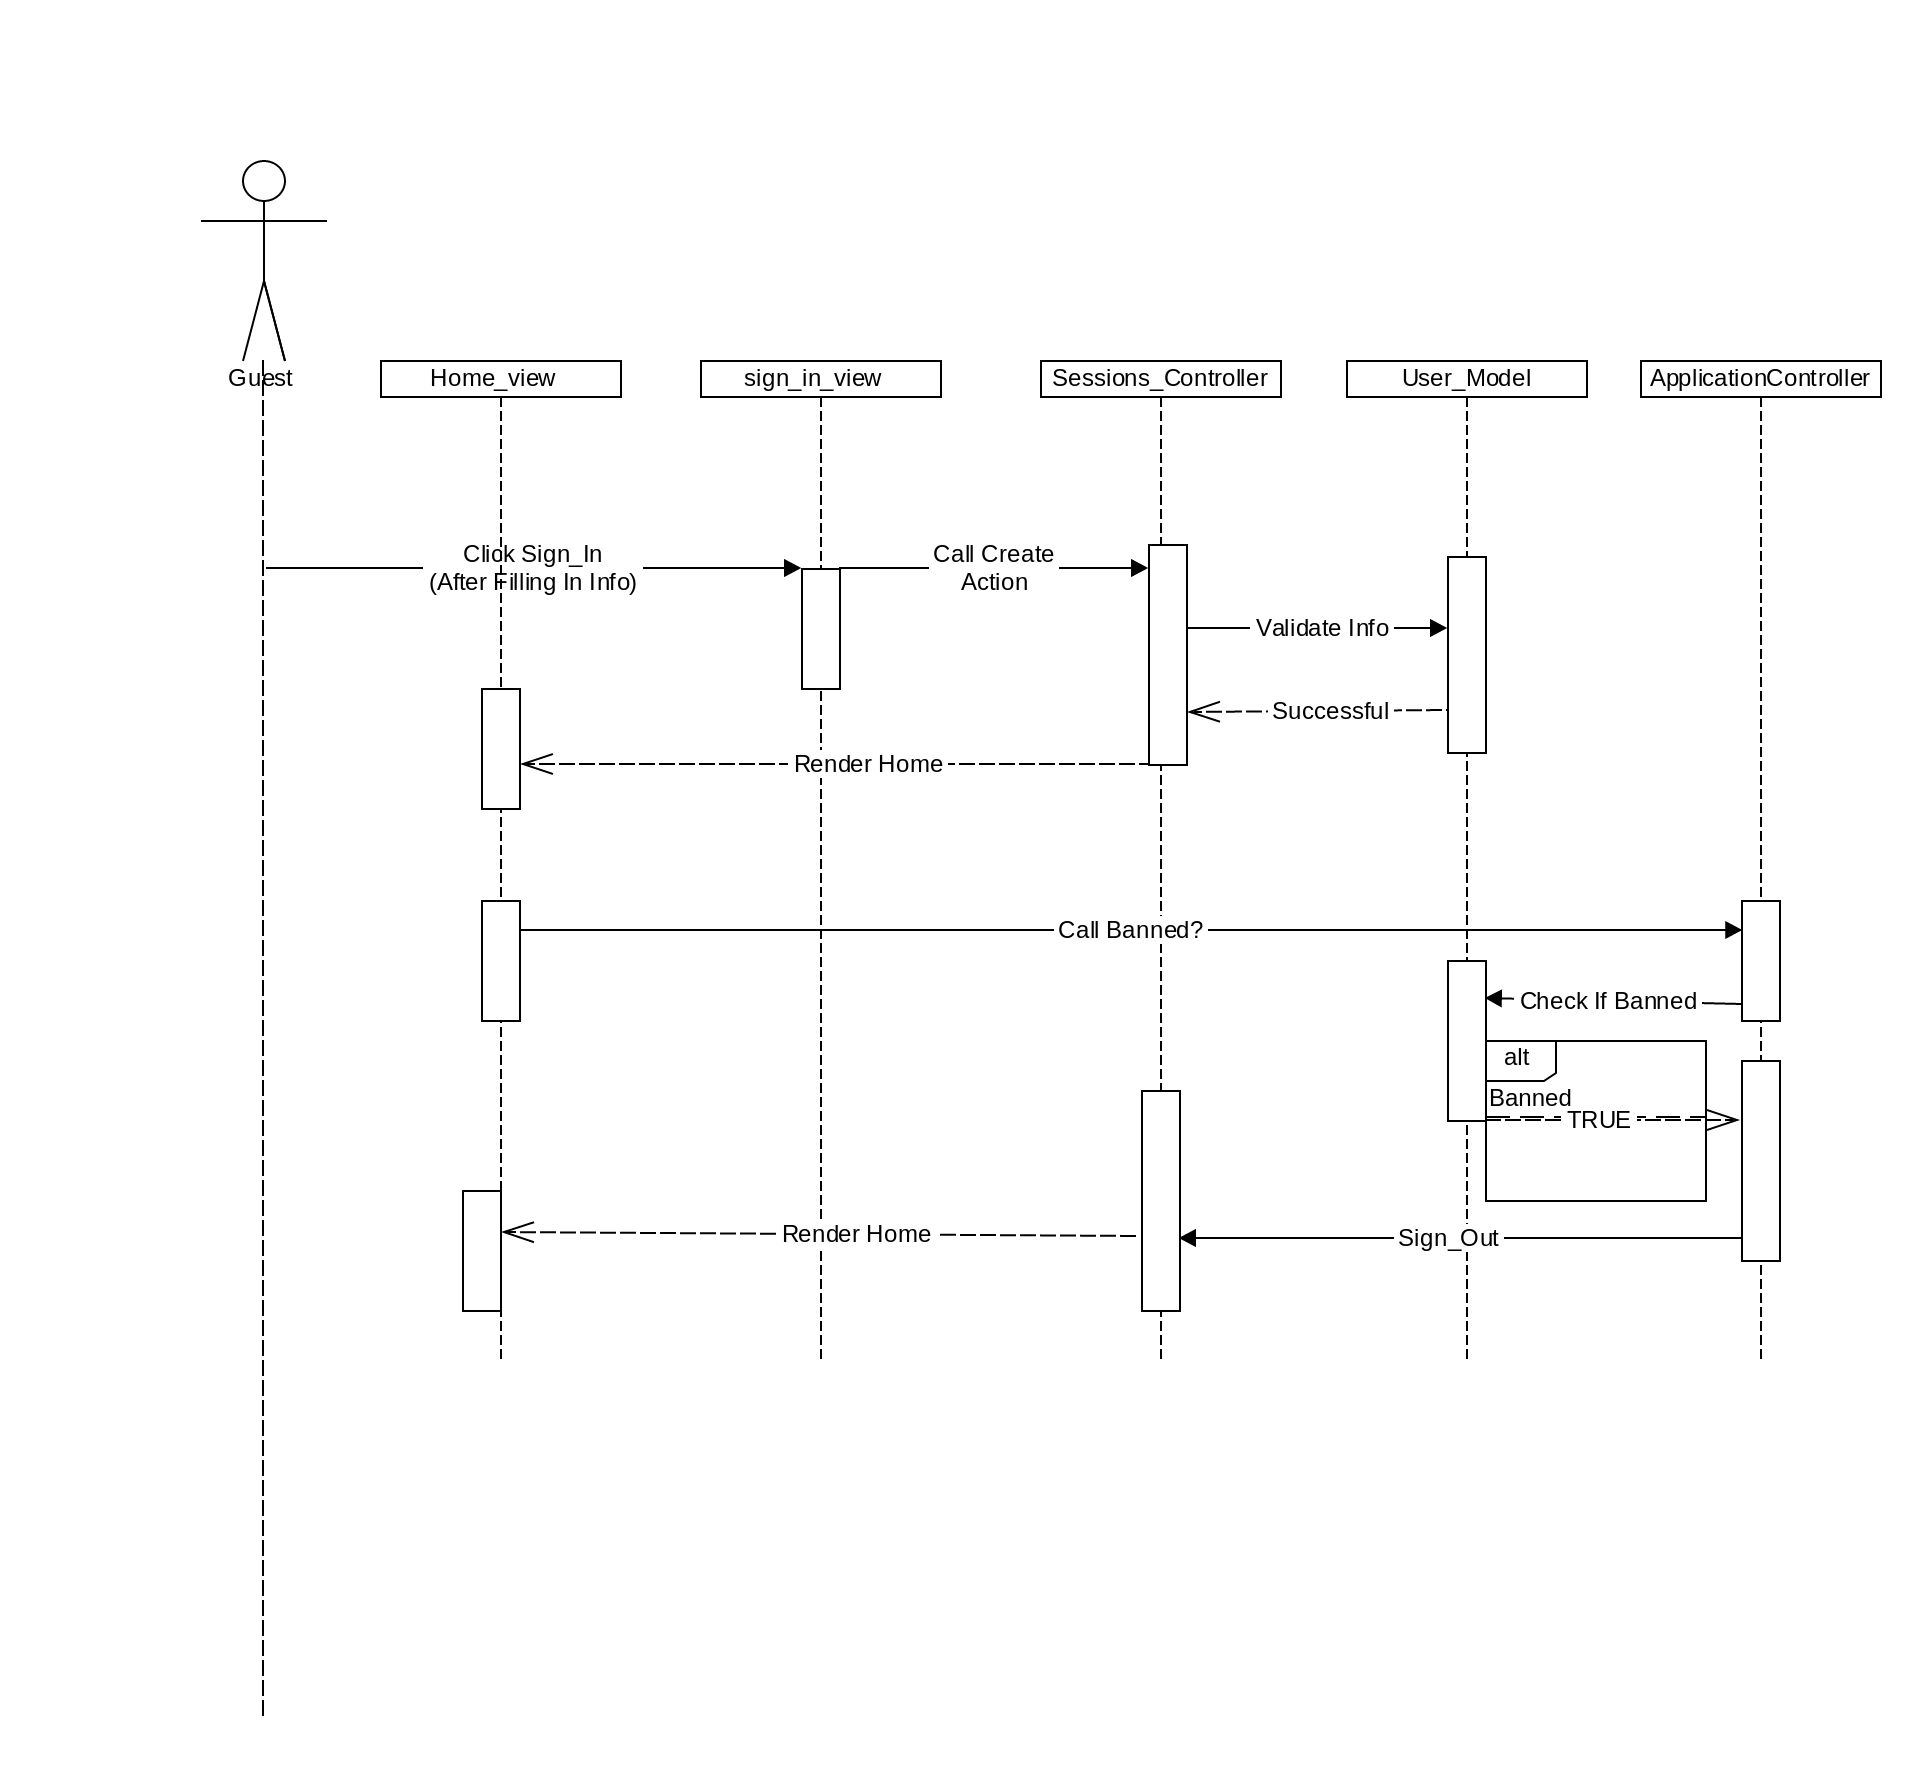 Guest
Home_view
sign_in_view
Sessions_Controller
User_Model
ApplicationController
Click Sign_In
(After Filling In Info)
Call Create
Action
Validate Info
Successful
Render Home
Call Banned?
Check If Banned
alt
Banned
TRUE
Render Home
Sign_Out